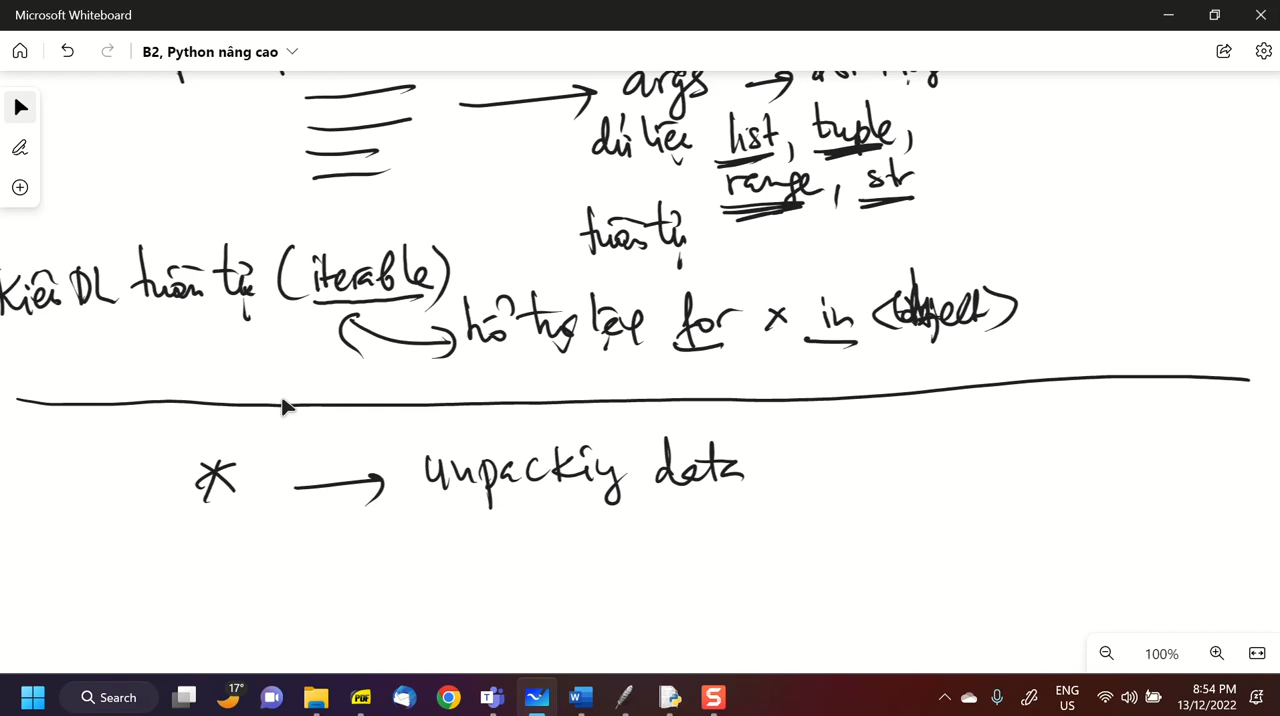 Microsoft Whiteboard
B2, Python nâng cao
args →
dữ liệu list, tuple,
range, str
tuần tự
Kiểu DL tuần tự (iterable)
hỗ trợ lặp for x in <object>
* → unpacking data
100%
17°
Search
ENG
US
8:54 PM
13/12/2022